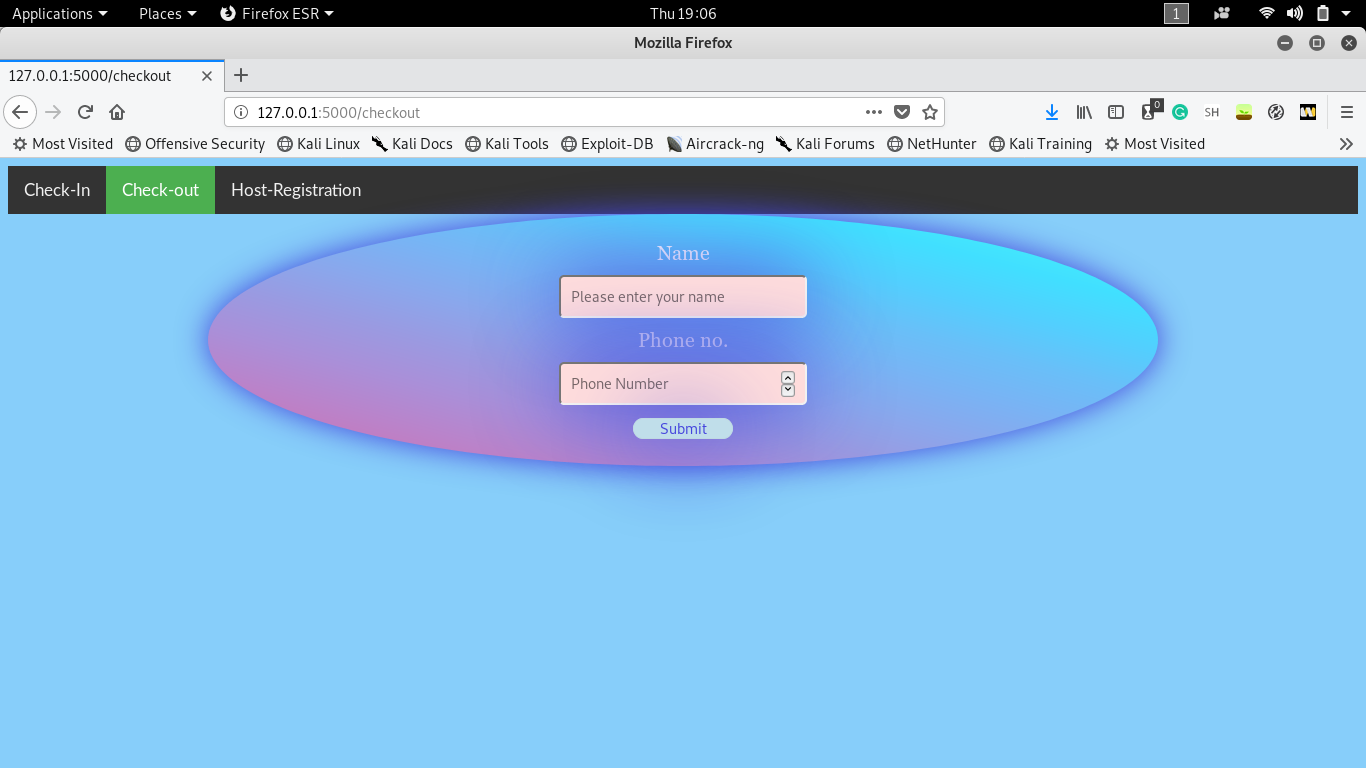 Applications Places Firefox ESR Thu 19:06 1
Mozilla Firefox
127.0.0.1:5000/checkout
127.0.0.1:5000/checkout 0 SH
Most Visited Offensive Security Kali Linux Kali Docs Kali Tools Exploit-DB Aircrack-ng Kali Forums NetHunter Kali Training Most Visited
Check-In Check-out Host-Registration
Name
Please enter your name
Phone no.
Phone Number
Submit